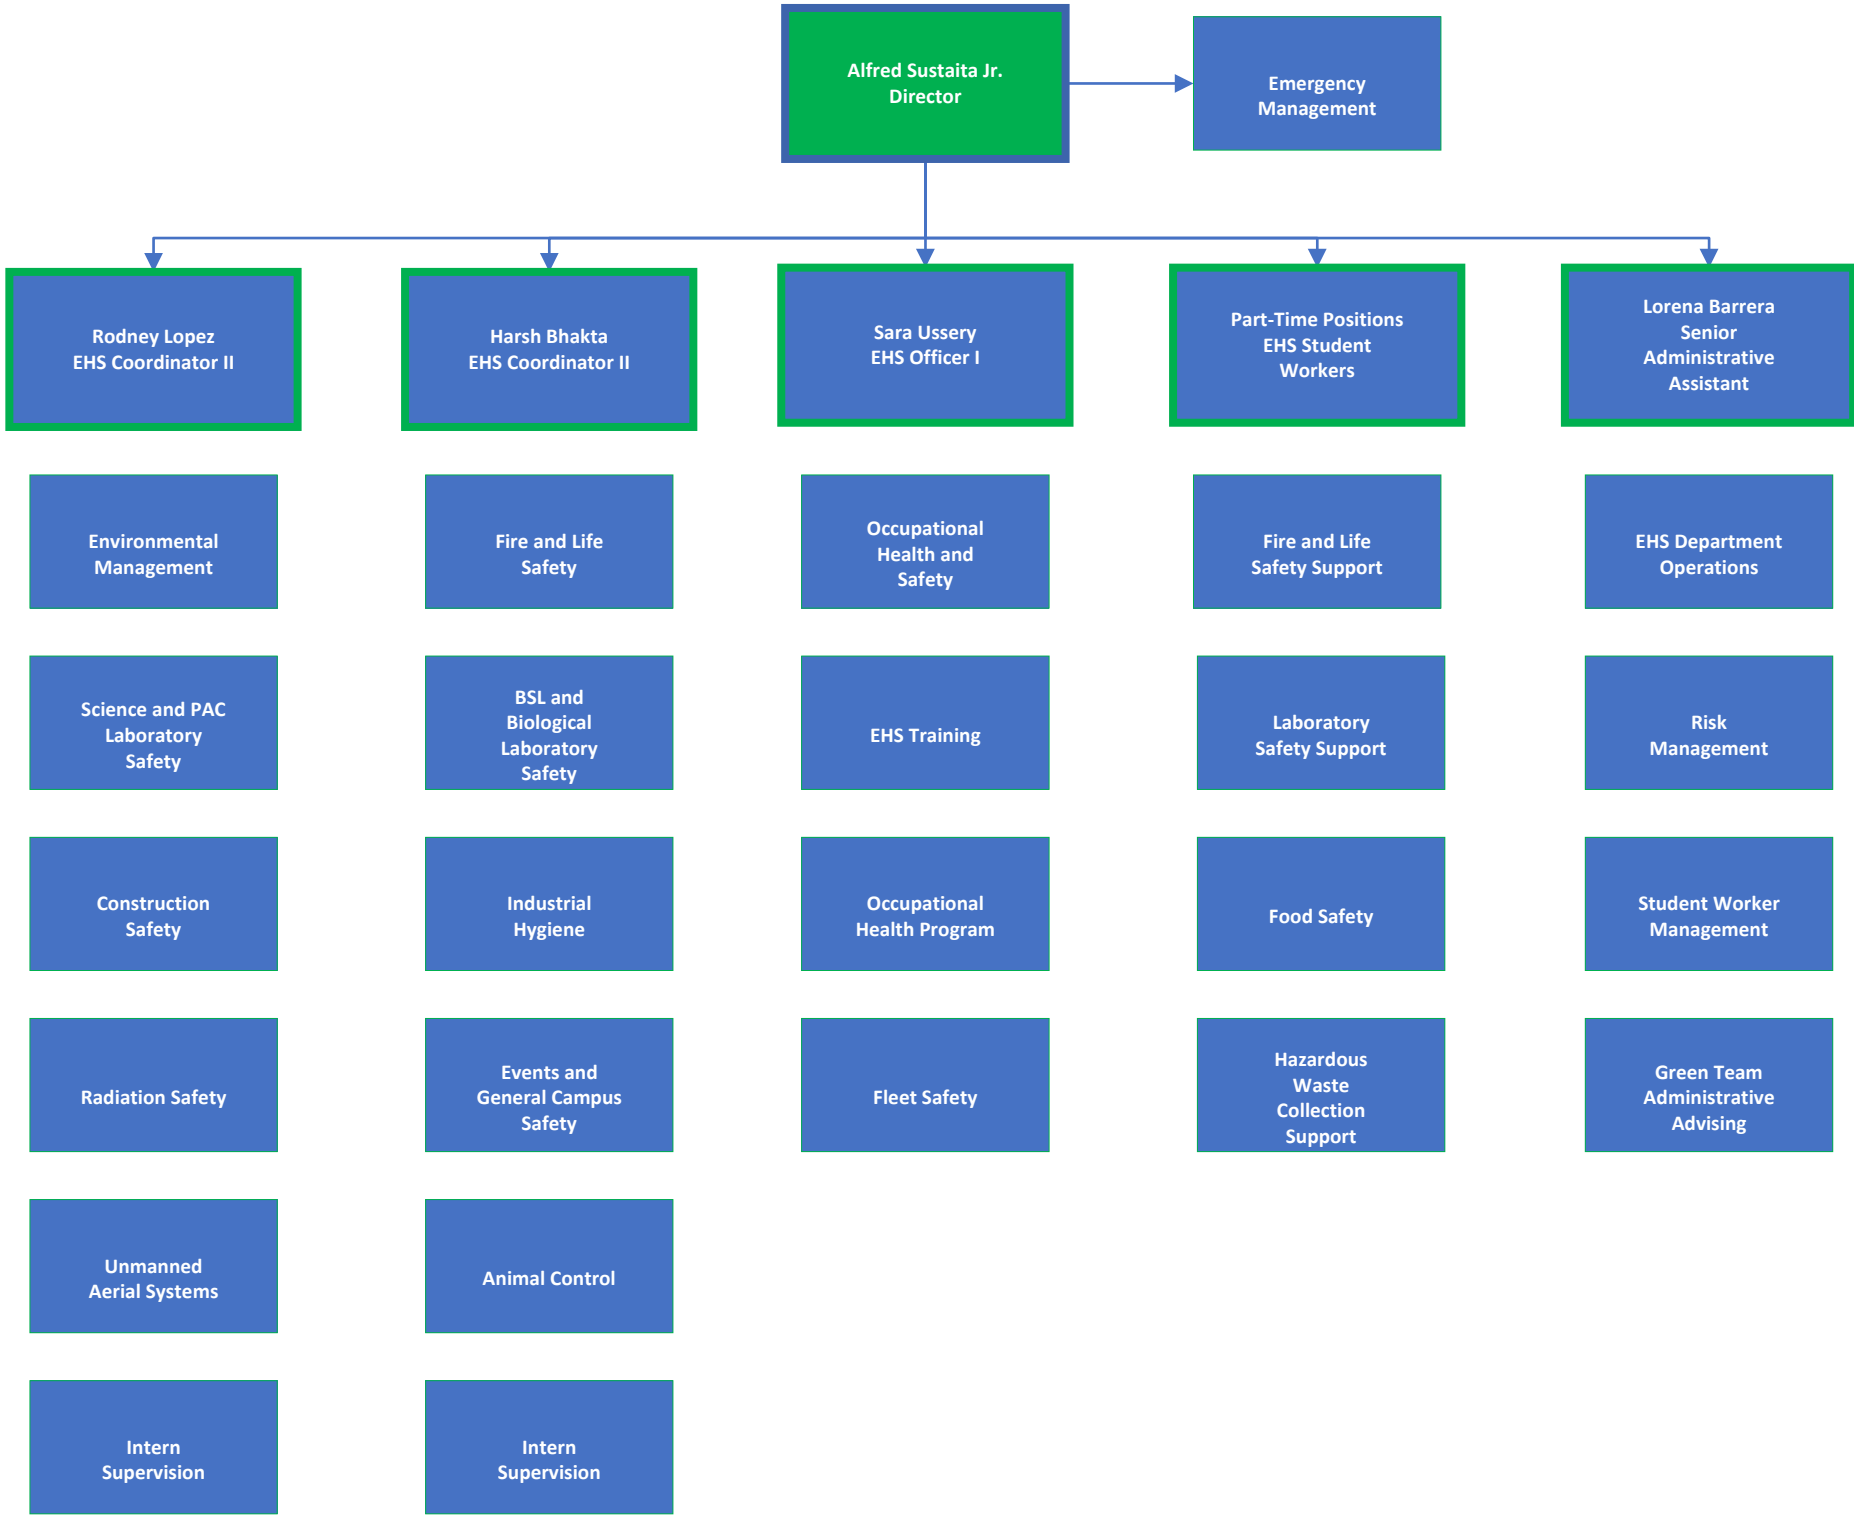 Alfred Sustaita Jr.
Director
Emergency
Management
Rodney Lopez
EHS Coordinator II
Harsh Bhakta
EHS Coordinator II
Sara Ussery
EHS Officer I
Part-Time Positions
EHS Student
Workers
Lorena Barrera
Senior
Administrative
Assistant
Environmental
Management
Fire and Life
Safety
Occupational
Health and
Safety
Fire and Life
Safety Support
EHS Department
Operations
Science and PAC
Laboratory
Safety
BSL and
Biological
Laboratory
Safety
EHS Training
Laboratory
Safety Support
Risk
Management
Construction
Safety
Industrial
Hygiene
Occupational
Health Program
Food Safety
Student Worker
Management
Radiation Safety
Events and
General Campus
Safety
Fleet Safety
Hazardous
Waste
Collection
Support
Green Team
Administrative
Advising
Unmanned
Aerial Systems
Animal Control
Intern
Supervision
Intern
Supervision